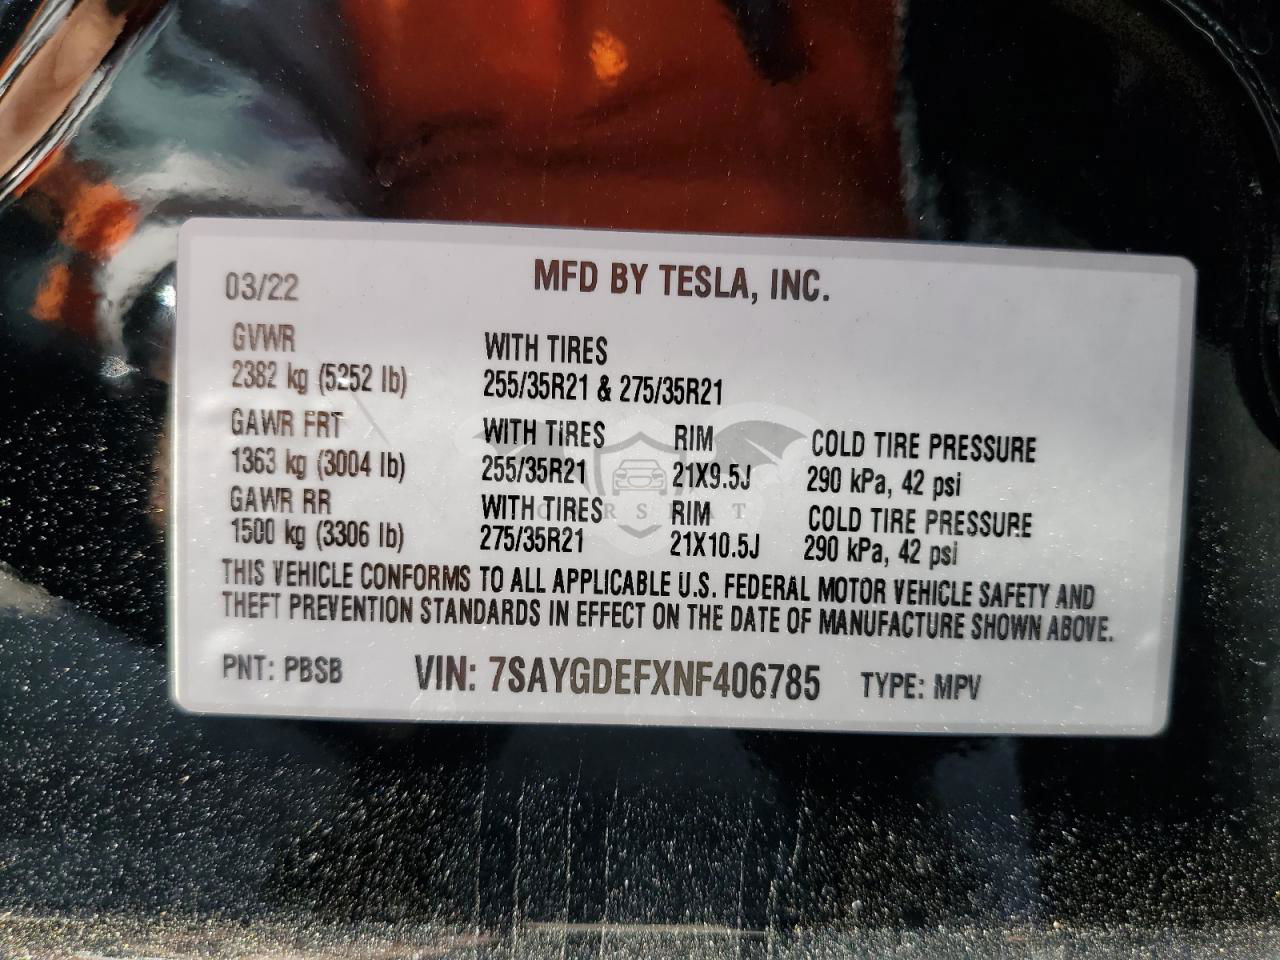 03/22 MFD BY TESLA, INC.
GVWR WITH TIRES
2382 kg (5252 lb) 255/35R21 & 275/35R21
GAWR FRT WITH TIRES RIM COLD TIRE PRESSURE
1363 kg (3004 lb) 255/35R21 21X9.5J 290 kPa, 42 psi
GAWR RR WITH TIRES RIM COLD TIRE PRESSURE
1500 kg (3306 lb) 275/35R21 21X10.5J 290 kPa, 42 psi
THIS VEHICLE CONFORMS TO ALL APPLICABLE U.S. FEDERAL MOTOR VEHICLE SAFETY AND
THEFT PREVENTION STANDARDS IN EFFECT ON THE DATE OF MANUFACTURE SHOWN ABOVE.
PNT: PBSB VIN: 7SAYGDEFXNF406785 TYPE: MPV